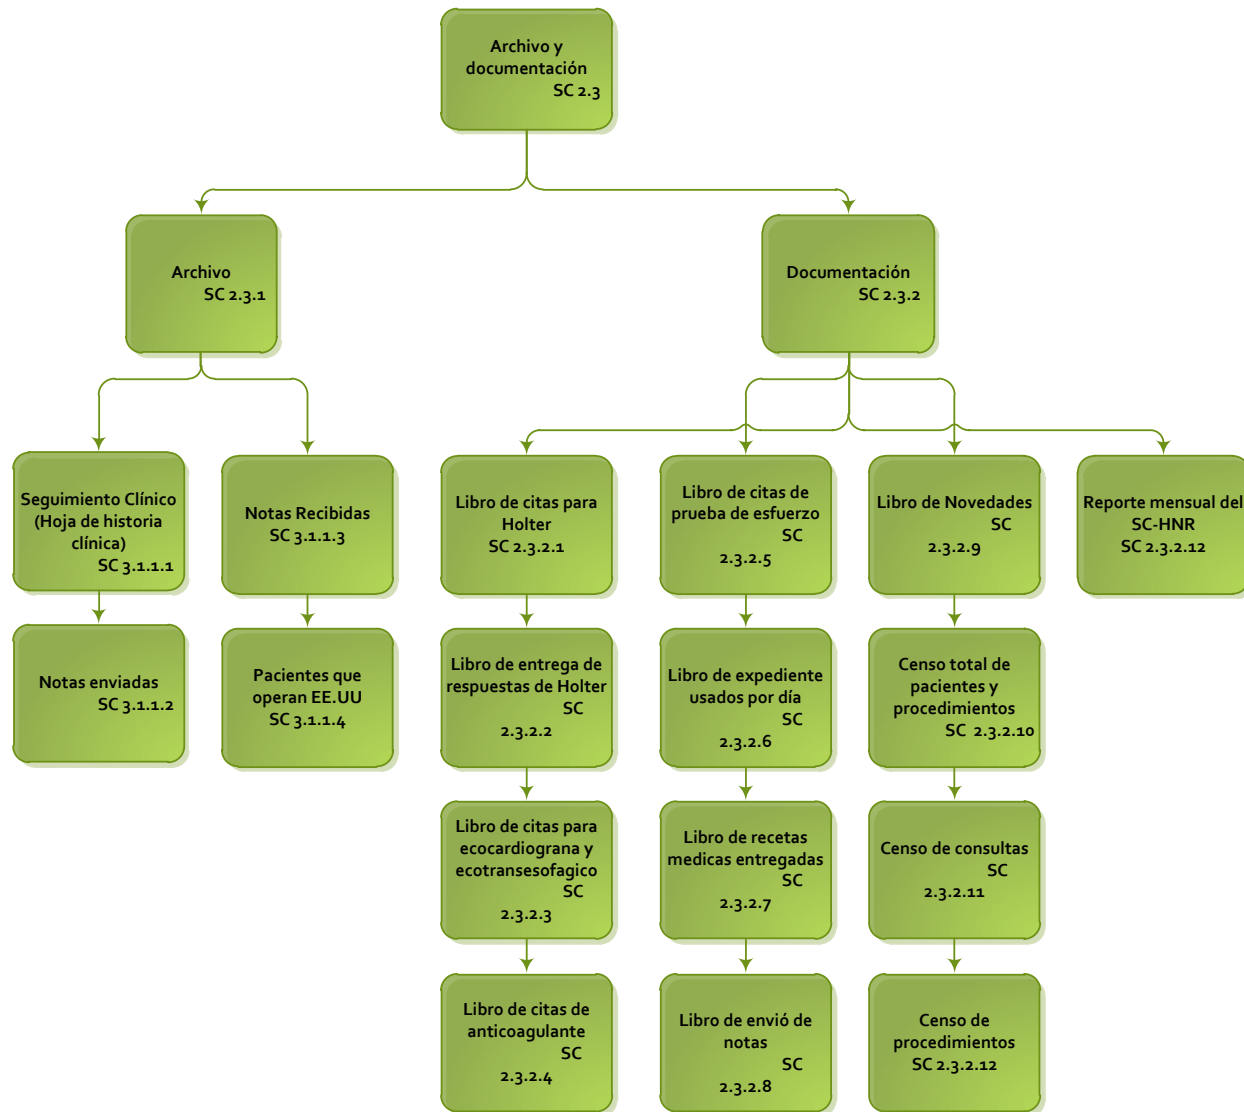 Archivo y
documentación
SC 2.3
Archivo
SC 2.3.1
Documentación
SC 2.3.2
Seguimiento Clínico
(Hoja de historia
clínica)
SC 3.1.1.1
Notas Recibidas
SC 3.1.1.3
Libro de citas para
Holter
SC 2.3.2.1
Libro de citas de
prueba de esfuerzo
SC
2.3.2.5
Libro de Novedades
SC
2.3.2.9
Reporte mensual del
SC-HNR
SC 2.3.2.12
Notas enviadas
SC 3.1.1.2
Pacientes que
operan EE.UU
SC 3.1.1.4
Libro de entrega de
respuestas de Holter
SC
2.3.2.2
Libro de expediente
usados por día
SC
2.3.2.6
Censo total de
pacientes y
procedimientos
SC 2.3.2.10
Libro de citas para
ecocardiograna y
ecotransesofagico
SC
2.3.2.3
Libro de recetas
medicas entregadas
SC
2.3.2.7
Censo de consultas
SC
2.3.2.11
Libro de citas de
anticoagulante
SC
2.3.2.4
Libro de envió de
notas
SC
2.3.2.8
Censo de
procedimientos
SC 2.3.2.12